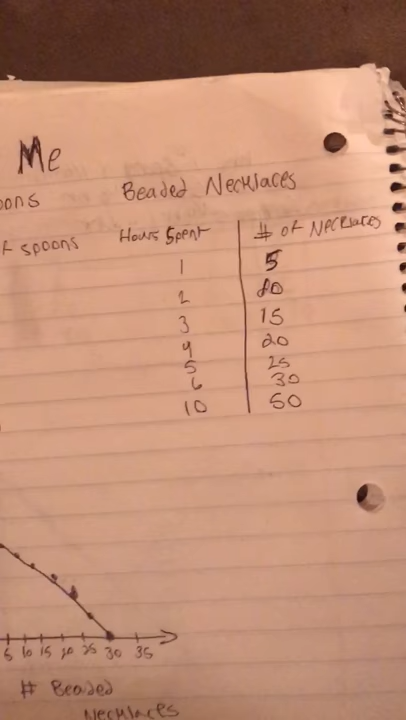 Me
oons Beaded Necklaces
of spoons Hours Spent # of Necklaces
1 5
2 10
3 15
4 20
5 25
6 30
10 50
5 10 15 20 25 30 35
# Beaded
Necklaces